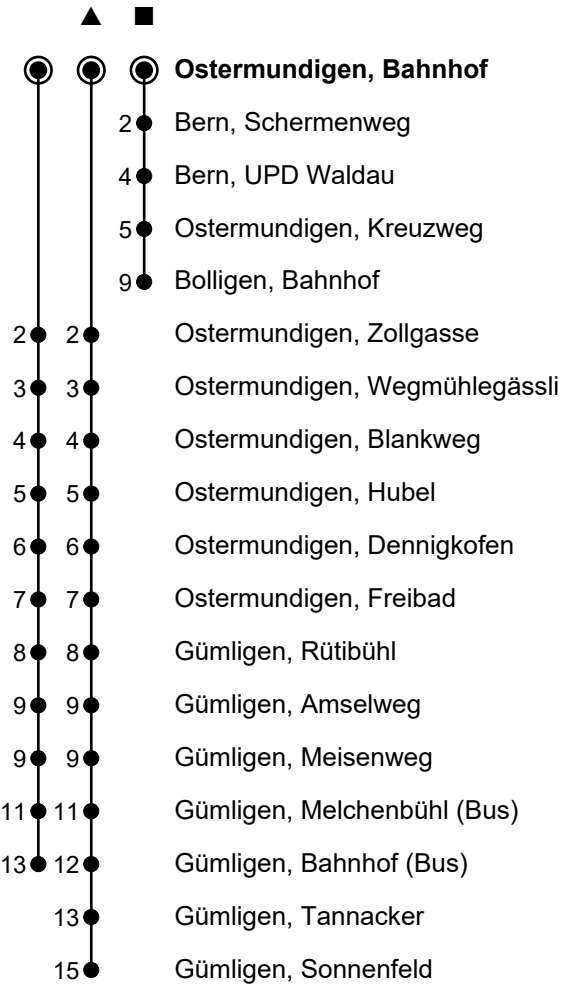 ▲ ■
Ostermundigen, Bahnhof
2 Bern, Schermenweg
4 Bern, UPD Waldau
5 Ostermundigen, Kreuzweg
9 Bolligen, Bahnhof
2 2 Ostermundigen, Zollgasse
3 3 Ostermundigen, Wegmühlegässli
4 4 Ostermundigen, Blankweg
5 5 Ostermundigen, Hubel
6 6 Ostermundigen, Dennigkofen
7 7 Ostermundigen, Freibad
8 8 Gümligen, Rütibühl
9 9 Gümligen, Amselweg
9 9 Gümligen, Meisenweg
11 11 Gümligen, Melchenbühl (Bus)
13 12 Gümligen, Bahnhof (Bus)
13 Gümligen, Tannacker
15 Gümligen, Sonnenfeld